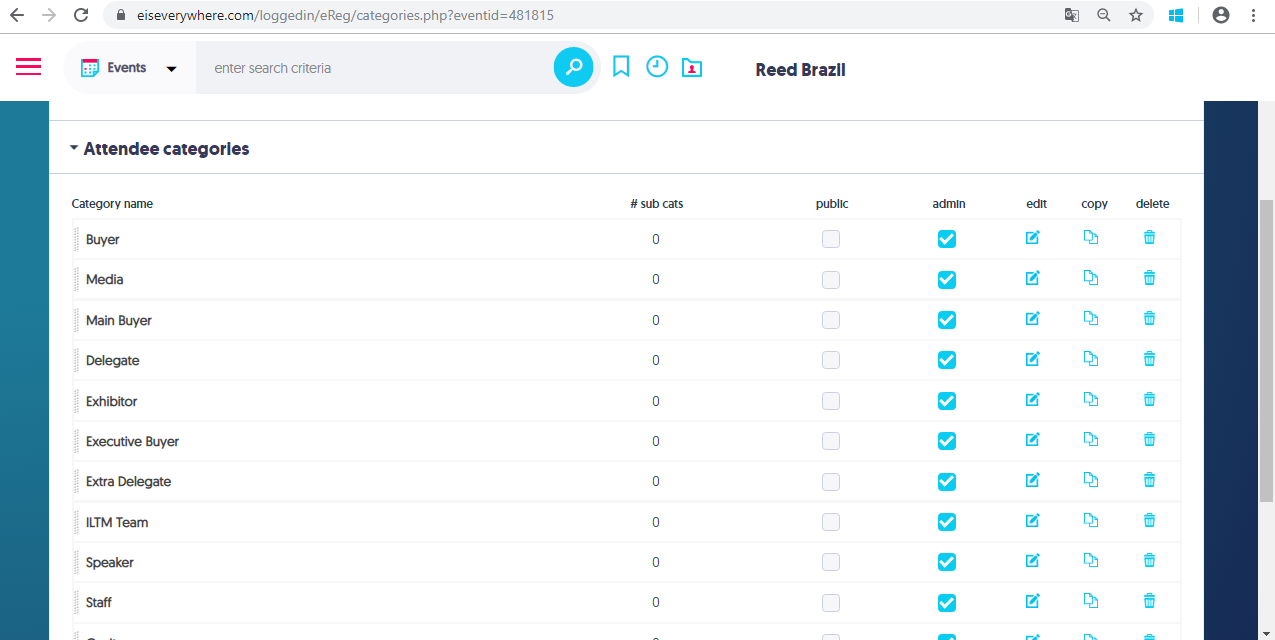 eiseverywhere.com/loggedin/eReg/categories.php?eventid=481815
Events enter search criteria Reed Brazil
Attendee categories
Category name # sub cats public admin edit copy delete
Buyer 0
Media 0
Main Buyer 0
Delegate 0
Exhibitor 0
Executive Buyer 0
Extra Delegate 0
ILTM Team 0
Speaker 0
Staff 0